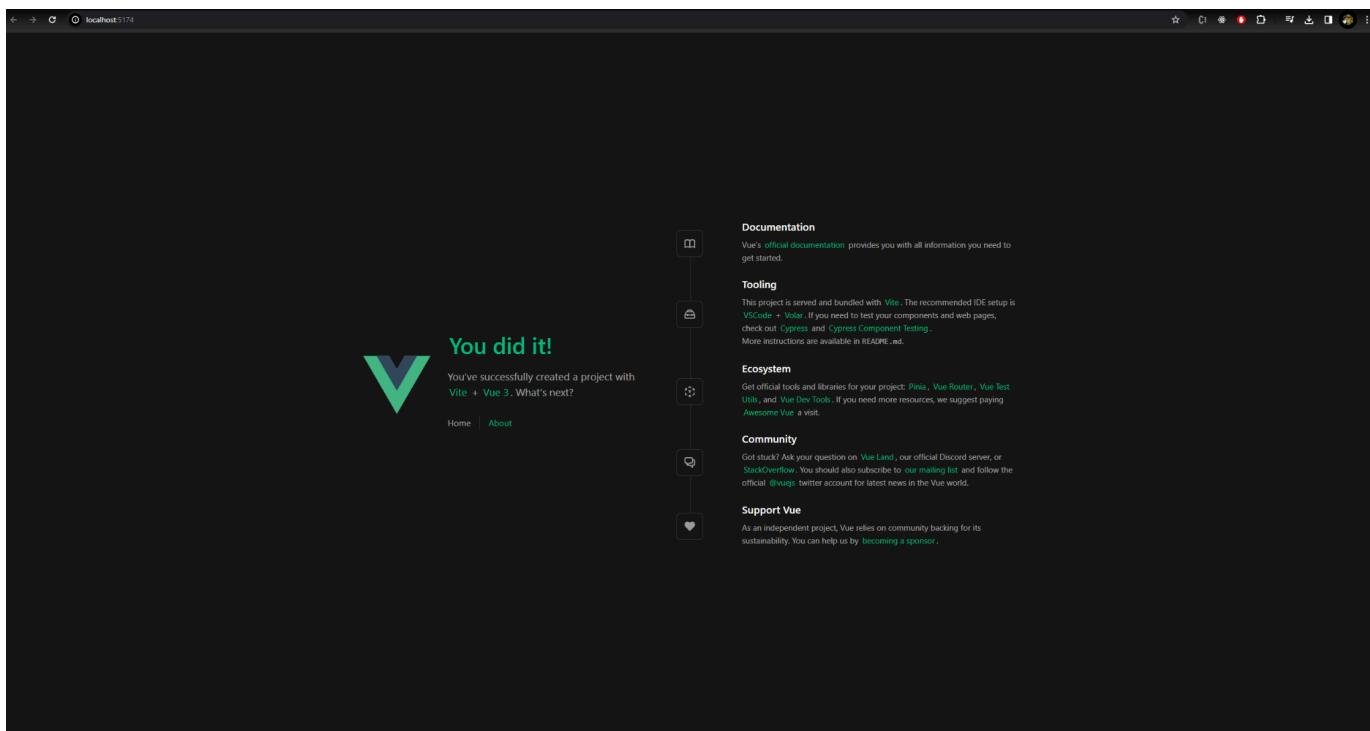 localhost:5174
You did it!
You've successfully created a project with
Vite + Vue 3. What's next?
Home About
Documentation
Vue's official documentation provides you with all information you need to
get started.
Tooling
This project is served and bundled with Vite. The recommended IDE setup is
VSCode + Volar. If you need to test your components and web pages,
check out Cypress and Cypress Component Testing.
More instructions are available in README.md.
Ecosystem
Get official tools and libraries for your project: Pinia, Vue Router, Vue Test
Utils, and Vue Dev Tools. If you need more resources, we suggest paying
Awesome Vue a visit.
Community
Got stuck? Ask your question on Vue Land, our official Discord server, or
StackOverflow. You should also subscribe to our mailing list and follow the
official @vuejs twitter account for latest news in the Vue world.
Support Vue
As an independent project, Vue relies on community backing for its
sustainability. You can help us by becoming a sponsor.